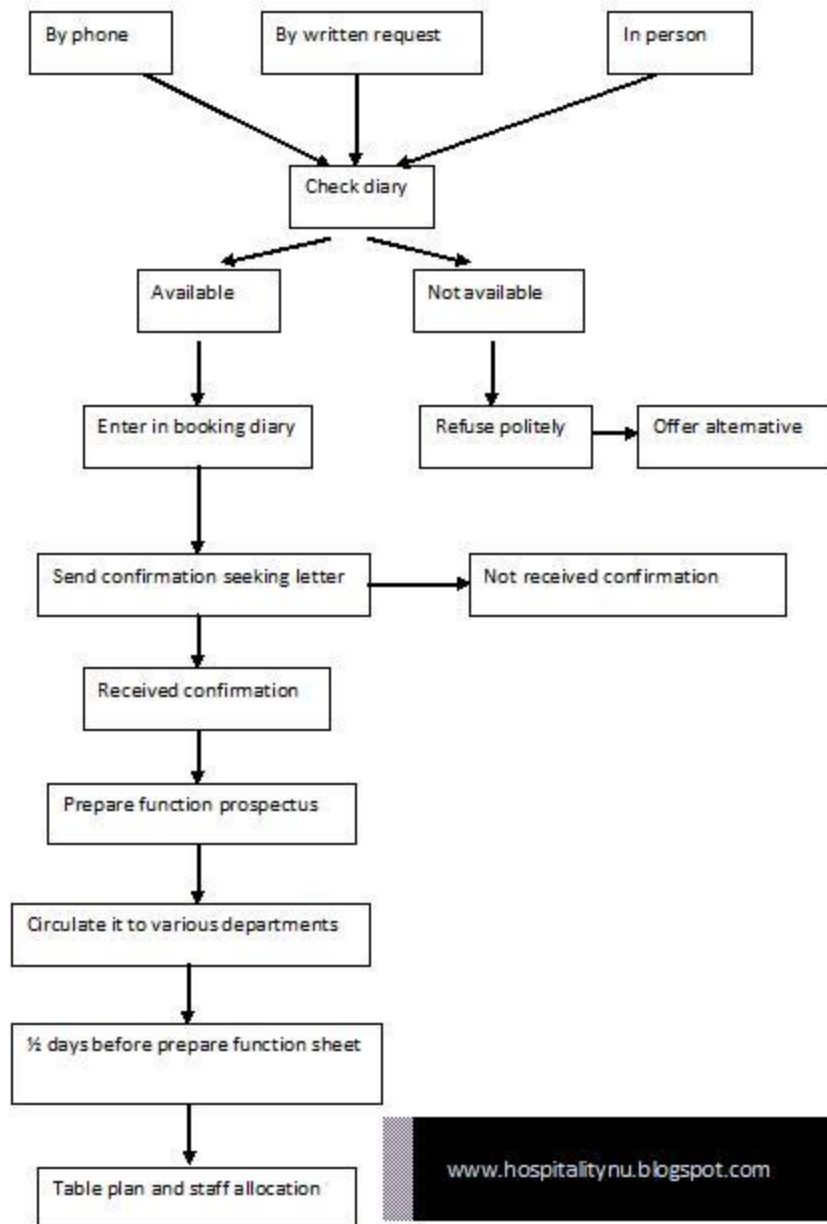 By phone
By written request
In person
Check diary
Available
Not available
Enter in booking diary
Refuse politely
Offer alternative
Send confirmation seeking letter
Not received confirmation
Received confirmation
Prepare function prospectus
Circulate it to various departments
½ days before prepare function sheet
Table plan and staff allocation
www.hospitalitynu.blogspot.com